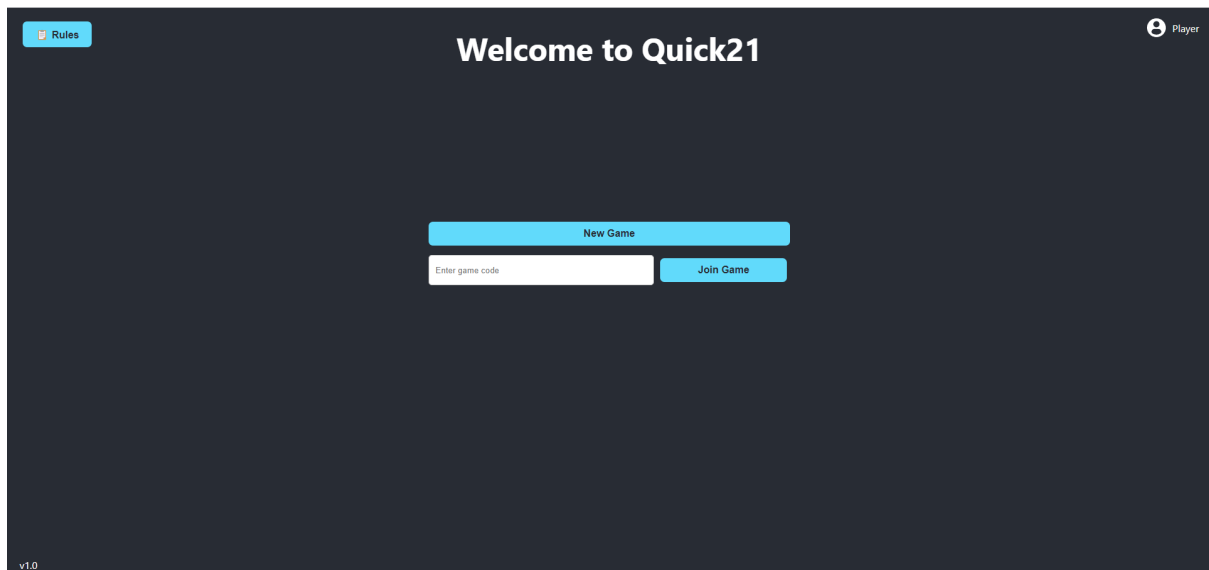 Rules
Welcome to Quick21
Player
New Game
Enter game code
Join Game
v1.0